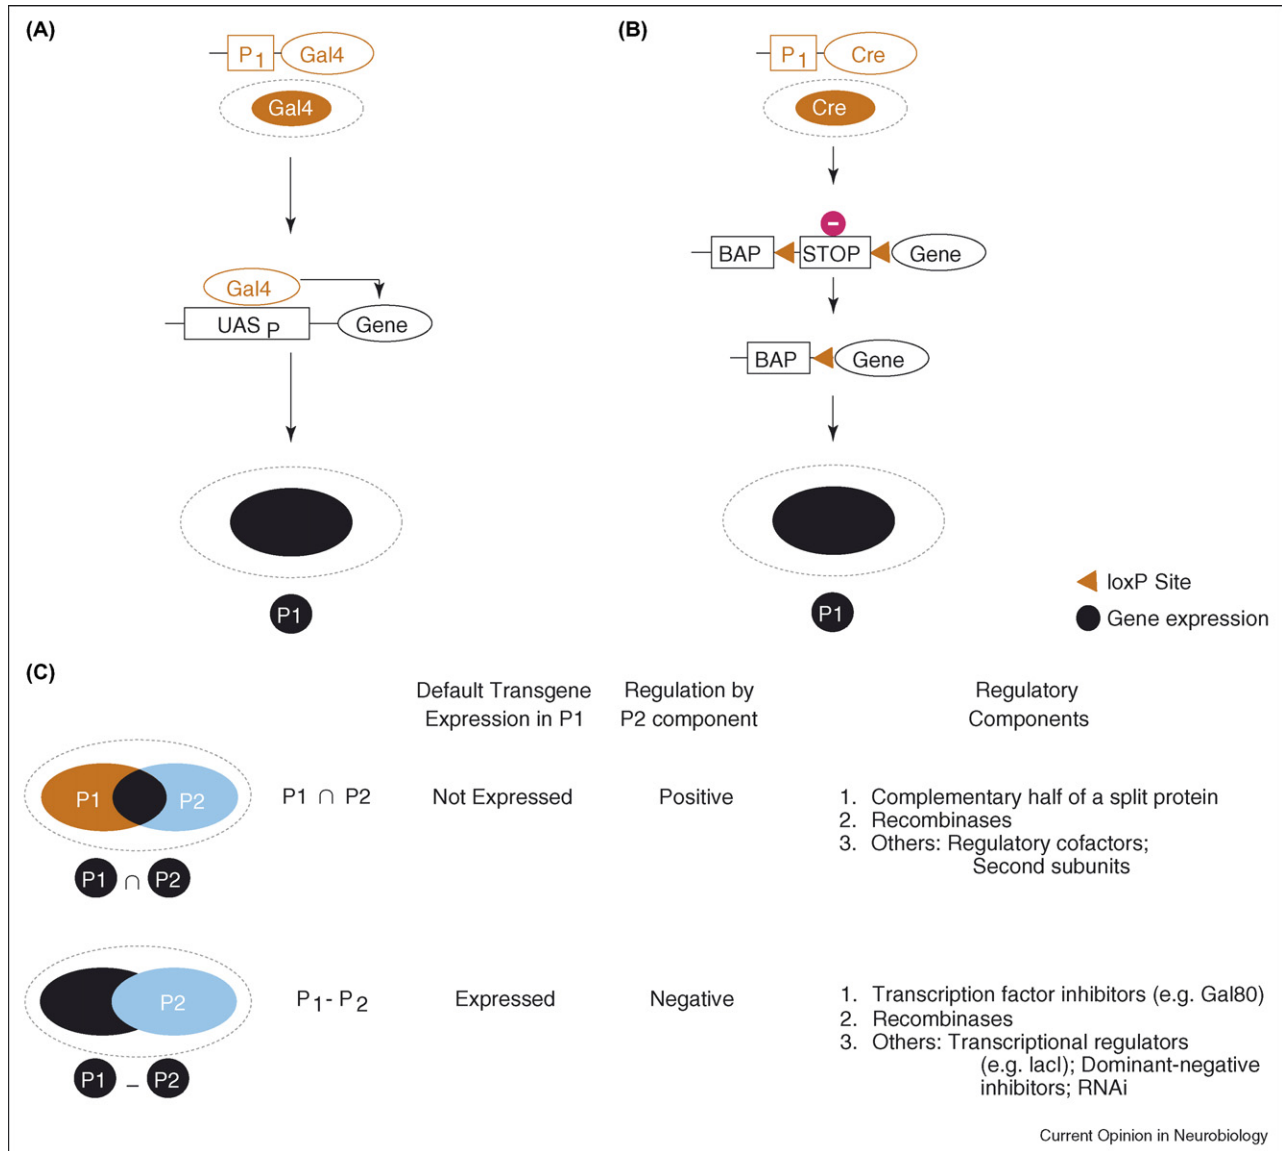 (A)
P1 Gal4
Gal4
Gal4
UAS P Gene
P1
(B)
P1 Cre
Cre
−
BAP STOP Gene
BAP Gene
P1
loxP Site
Gene expression
(C)
Default Transgene Regulation by Regulatory
Expression in P1 P2 component Components
P1 P2 P1 ∩ P2 Not Expressed Positive 1. Complementary half of a split protein
2. Recombinases
3. Others: Regulatory cofactors;
Second subunits
P1 ∩ P2
P2 P1- P2 Expressed Negative 1. Transcription factor inhibitors (e.g. Gal80)
2. Recombinases
3. Others: Transcriptional regulators
(e.g. lacI); Dominant-negative
inhibitors; RNAi
P1 – P2
Current Opinion in Neurobiology